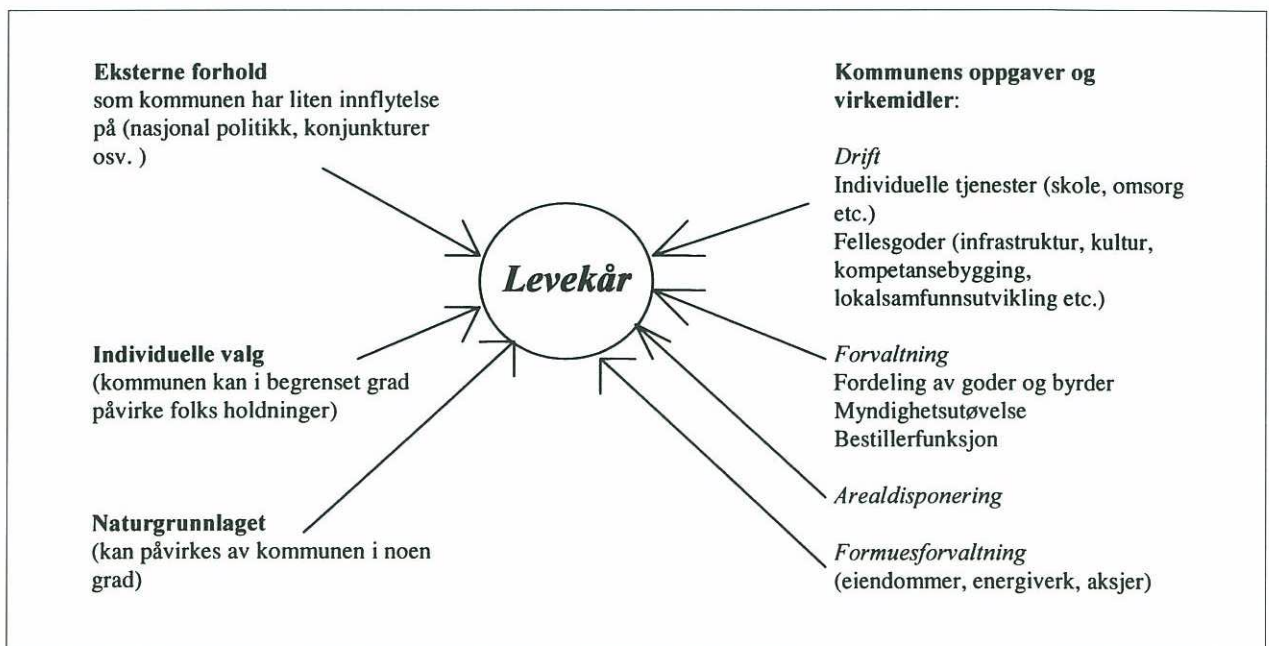 Eksterne forhold
som kommunen har liten innflytelse
på (nasjonal politikk, konjunkturer
osv. )
Individuelle valg
(kommunen kan i begrenset grad
påvirke folks holdninger)
Naturgrunnlaget
(kan påvirkes av kommunen i noen
grad)
Levekår
Kommunens oppgaver og
virkemidler:
Drift
Individuelle tjenester (skole, omsorg
etc.)
Fellesgoder (infrastruktur, kultur,
kompetansebygging,
lokalsamfunnsutvikling etc.)
Forvaltning
Fordeling av goder og byrder
Myndighetsutøvelse
Bestillerfunksjon
Arealdisponering
Formuesforvaltning
(eiendommer, energiverk, aksjer)